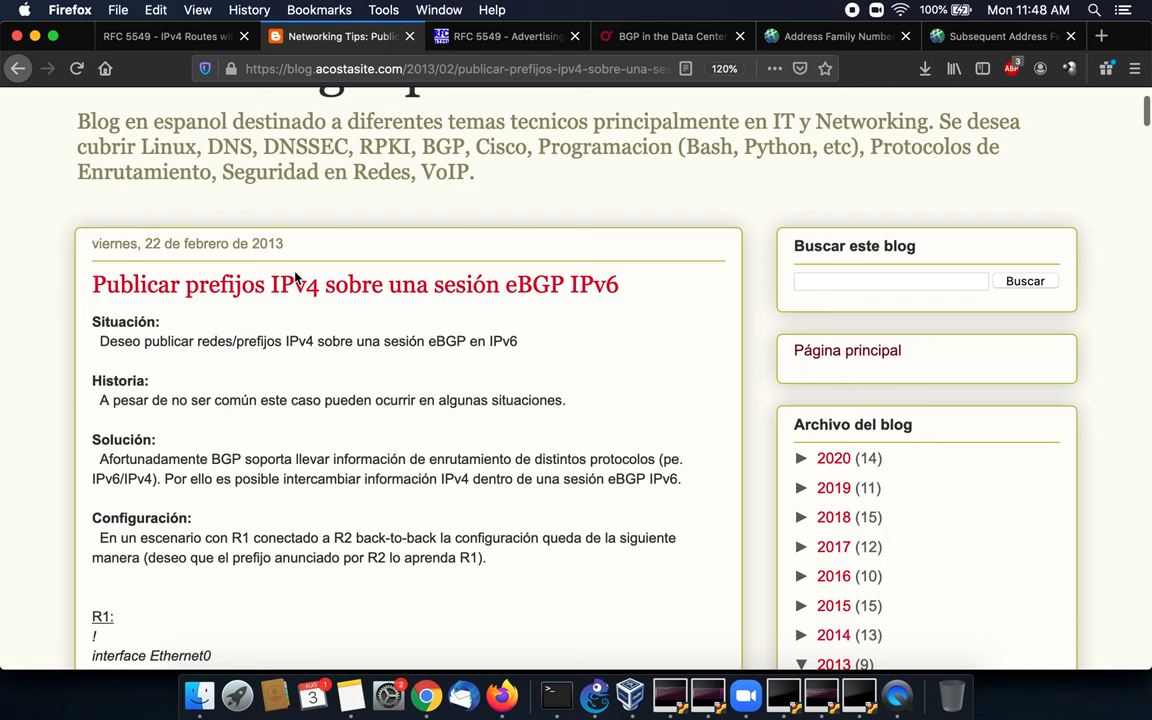 Firefox File Edit View History Bookmarks Tools Window Help 100% Mon 11:48 AM
RFC 5549 - IPv4 Routes wit Networking Tips: Public RFC 5549 - Advertising BGP in the Data Center Address Family Numbe Subsequent Address Fa
https://blog.acostasite.com/2013/02/publicar-prefijos-ipv4-sobre-una-se 120% ABP 3
Blog en espanol destinado a diferentes temas tecnicos principalmente en IT y Networking. Se desea
cubrir Linux, DNS, DNSSEC, RPKI, BGP, Cisco, Programacion (Bash, Python, etc), Protocolos de
Enrutamiento, Seguridad en Redes, VoIP.
viernes, 22 de febrero de 2013
Publicar prefijos IPv4 sobre una sesión eBGP IPv6
Situación:
Deseo publicar redes/prefijos IPv4 sobre una sesión eBGP en IPv6
Historia:
A pesar de no ser común este caso pueden ocurrir en algunas situaciones.
Solución:
Afortunadamente BGP soporta llevar información de enrutamiento de distintos protocolos (pe.
IPv6/IPv4). Por ello es posible intercambiar información IPv4 dentro de una sesión eBGP IPv6.
Configuración:
En un escenario con R1 conectado a R2 back-to-back la configuración queda de la siguiente
manera (deseo que el prefijo anunciado por R2 lo aprenda R1).
R1:
!
interface Ethernet0
Buscar este blog
Buscar
Página principal
Archivo del blog
► 2020 (14)
► 2019 (11)
► 2018 (15)
► 2017 (12)
► 2016 (10)
► 2015 (15)
► 2014 (13)
▼ 2013 (9)
AUG 3 1
2